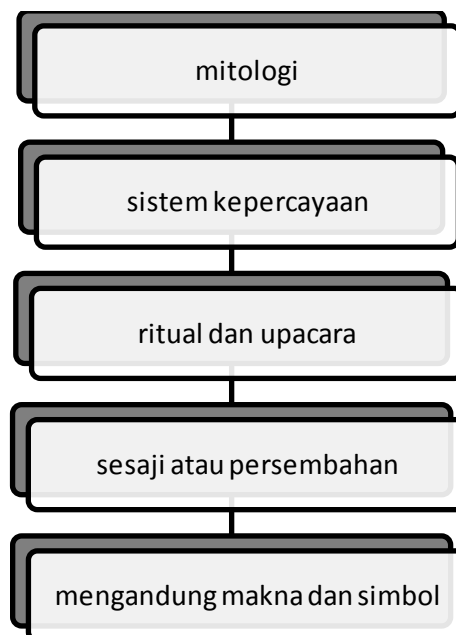 mitologi
sistem kepercayaan
ritual dan upacara
sesaji atau persembahan
mengandung makna dan simbol